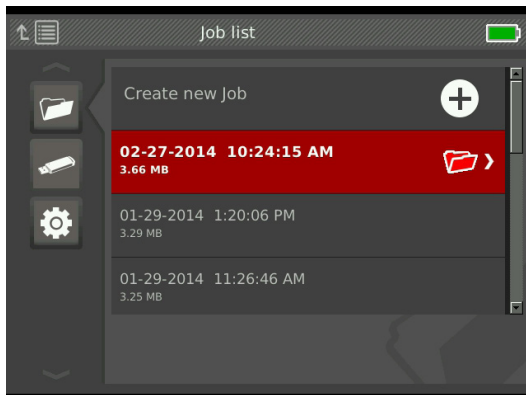 Job list
Create new Job
02-27-2014 10:24:15 AM
3.66 MB
01-29-2014 1:20:06 PM
3.29 MB
01-29-2014 11:26:46 AM
3.25 MB